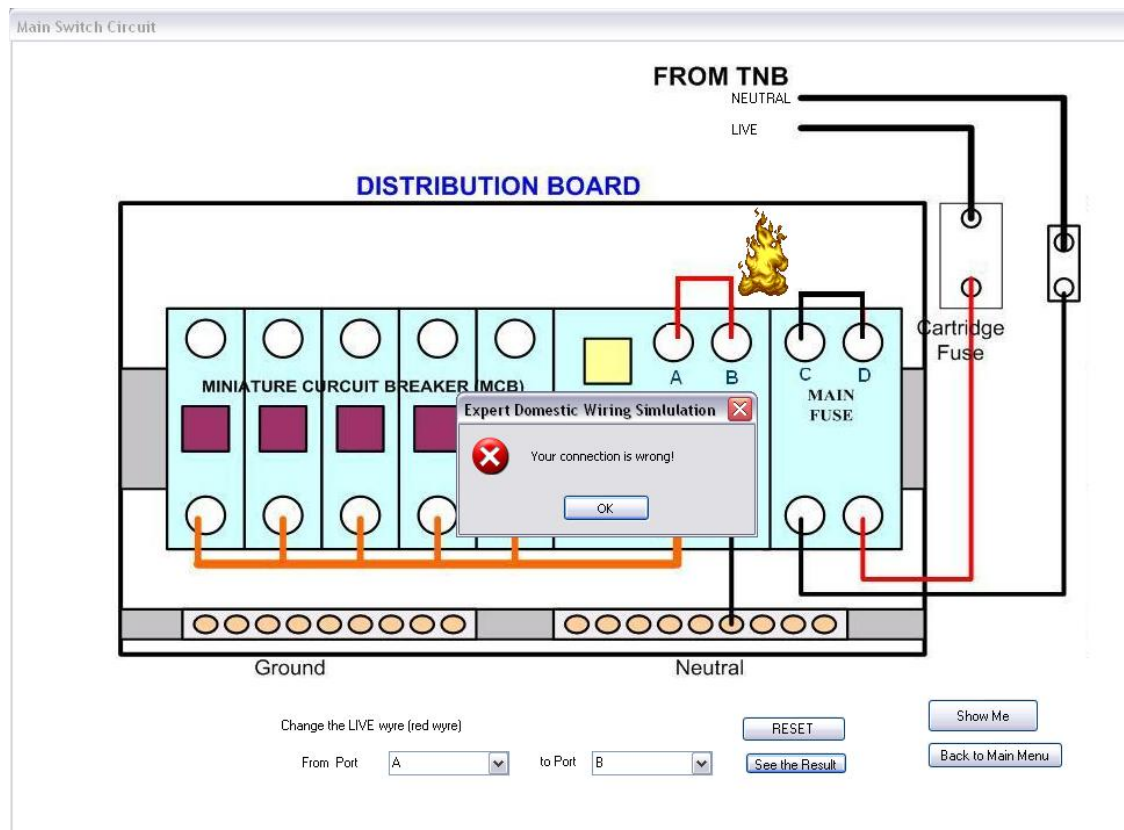 Main Switch Circuit
FROM TNB
NEUTRAL
LIVE
DISTRIBUTION BOARD
Cartridge
Fuse
A B C D
MINIATURE CURCUIT BREAKER (MCB)
MAIN
FUSE
Expert Domestic Wiring Simlulation
Your connection is wrong!
OK
Ground
Neutral
Change the LIVE wyre (red wyre)
RESET
Show Me
From Port A to Port B
See the Result
Back to Main Menu